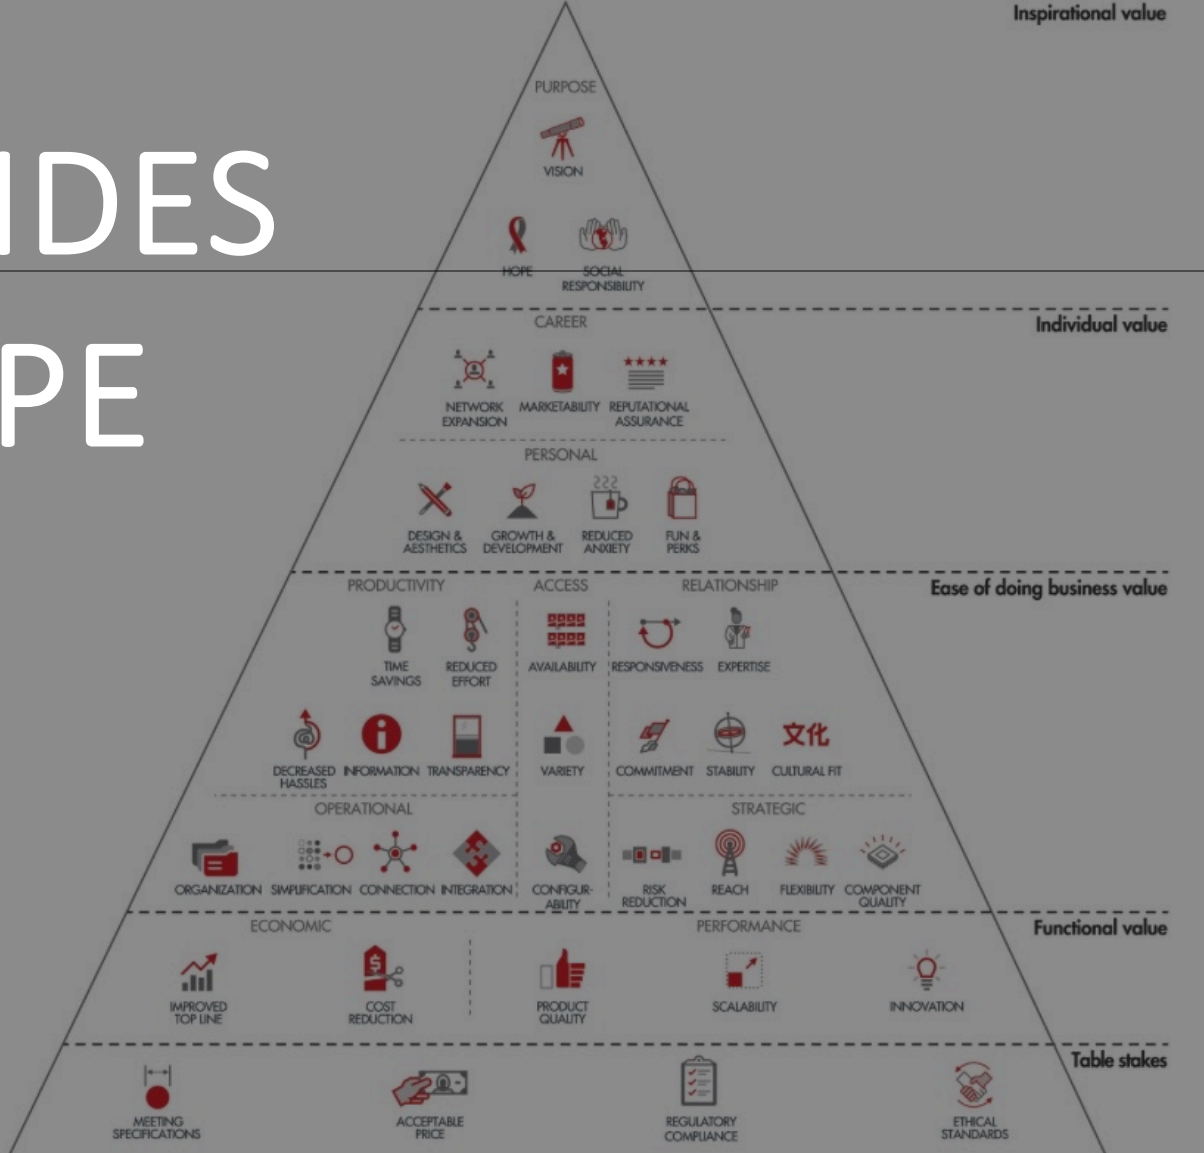 Inspirational value
PURPOSE
VISION
IDES
HOPE
SOCIAL
RESPONSIBILITY
PE
Individual value
CAREER
NETWORK
EXPANSION
MARKETABILITY
REPUTATIONAL
ASSURANCE
PERSONAL
DESIGN &
AESTHETICS
GROWTH &
DEVELOPMENT
REDUCED
ANXIETY
FUN &
PERKS
Ease of doing business value
PRODUCTIVITY
ACCESS
RELATIONSHIP
TIME
SAVINGS
REDUCED
EFFORT
AVAILABILITY
RESPONSIVENESS
EXPERTISE
DECREASED
HASSLES
INFORMATION
TRANSPARENCY
VARIETY
COMMITMENT
STABILITY
文化
CULTURAL FIT
OPERATIONAL
STRATEGIC
ORGANIZATION
SIMPLIFICATION
CONNECTION
INTEGRATION
CONFIGUR-
ABILITY
RISK
REDUCTION
REACH
FLEXIBILITY
COMPONENT
QUALITY
Functional value
ECONOMIC
PERFORMANCE
IMPROVED
TOP LINE
$
COST
REDUCTION
PRODUCT
QUALITY
SCALABILITY
INNOVATION
Table stakes
MEETING
SPECIFICATIONS
ACCEPTABLE
PRICE
REGULATORY
COMPLIANCE
ETHICAL
STANDARDS